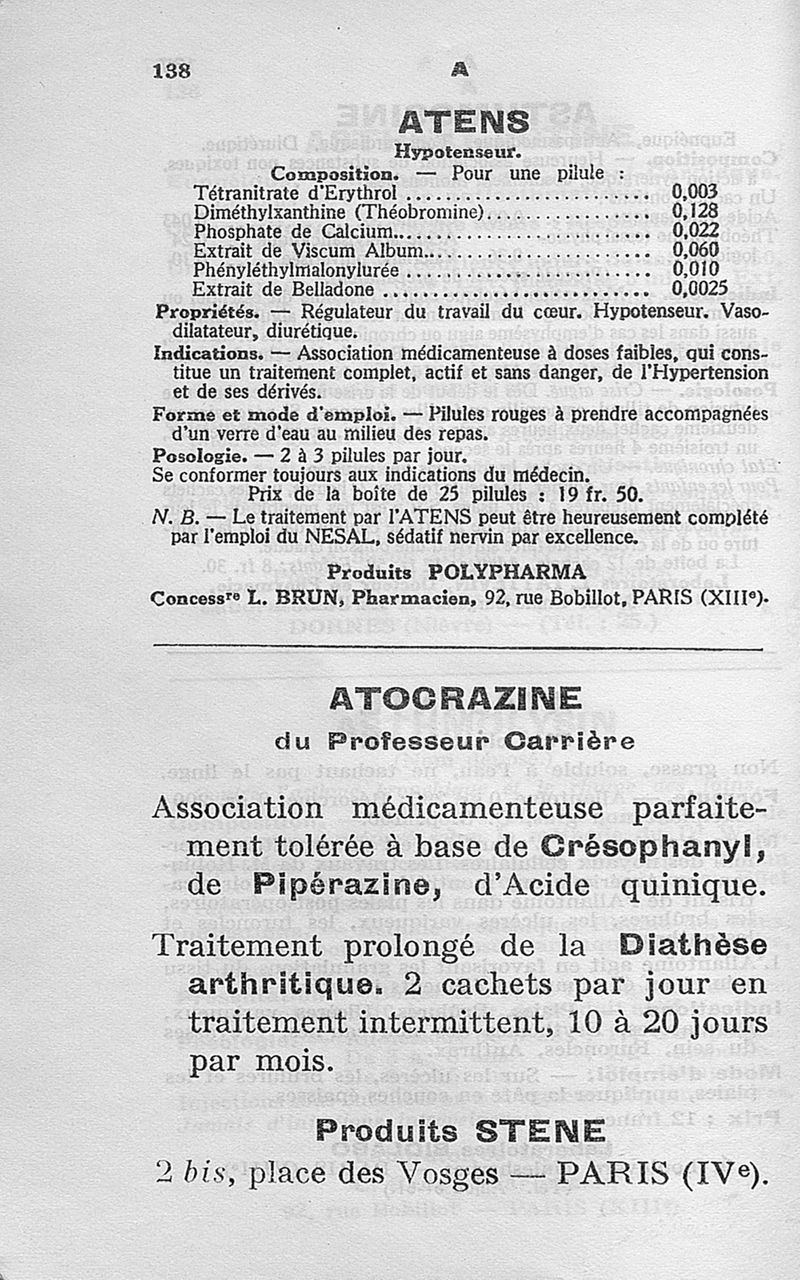 138 A
ATENS
Hypotenseur.
Composition. — Pour une pilule :
Tétranitrate d'Erythrol .......................... 0,003
Diméthylxanthine (Théobromine)................. 0,128
Phosphate de Calcium........................... 0,022
Extrait de Viscum Album........................ 0,060
Phényléthylmalonylurée .......................... 0,010
Extrait de Belladone ............................ 0,0025
Propriétés. — Régulateur du travail du cœur. Hypotenseur. Vaso-
dilatateur, diurétique.
Indications. — Association médicamenteuse à doses faibles, qui cons-
titue un traitement complet, actif et sans danger, de l'Hypertension
et de ses dérivés.
Forme et mode d'emploi. — Pilules rouges à prendre accompagnées
d'un verre d'eau au milieu des repas.
Posologie. — 2 à 3 pilules par jour.
Se conformer toujours aux indications du médecin.
Prix de la boîte de 25 pilules : 19 fr. 50.
N. B. — Le traitement par l'ATENS peut être heureusement complété
par l'emploi du NESAL, sédatif nervin par excellence.
Produits POLYPHARMA
Concessʳᵉ L. BRUN, Pharmacien, 92, rue Bobillot, PARIS (XIIIᵉ).
ATOCRAZINE
du Professeur Carrière
Association médicamenteuse parfaite-
ment tolérée à base de Crésophanyl,
de Pipérazine, d'Acide quinique.
Traitement prolongé de la Diathèse
arthritique. 2 cachets par jour en
traitement intermittent, 10 à 20 jours
par mois.
Produits STENE
2 bis, place des Vosges — PARIS (IVᵉ).